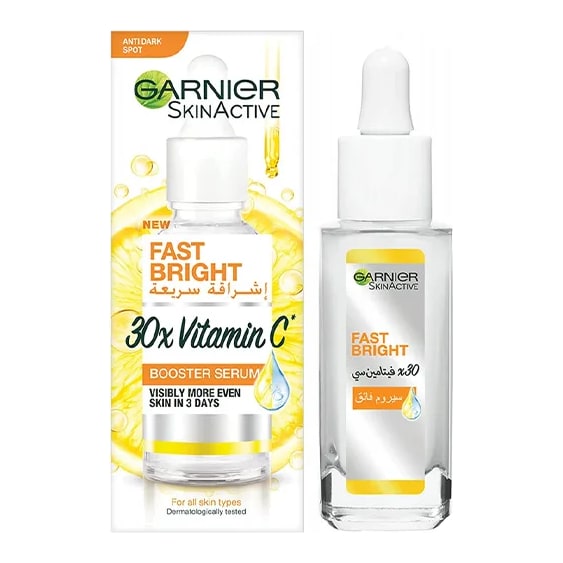 ANTI DARK
SPOT
GARNIER
SKINACTIVE
NEW
FAST
BRIGHT
إشراقة سريعة
30x Vitamin C*
BOOSTER SERUM
VISIBLY MORE EVEN
SKIN IN 3 DAYS
For all skin types
Dermatologically tested
GARNIER
SKINACTIVE
FAST
BRIGHT
x30 فيتامين سي
سيروم فائق